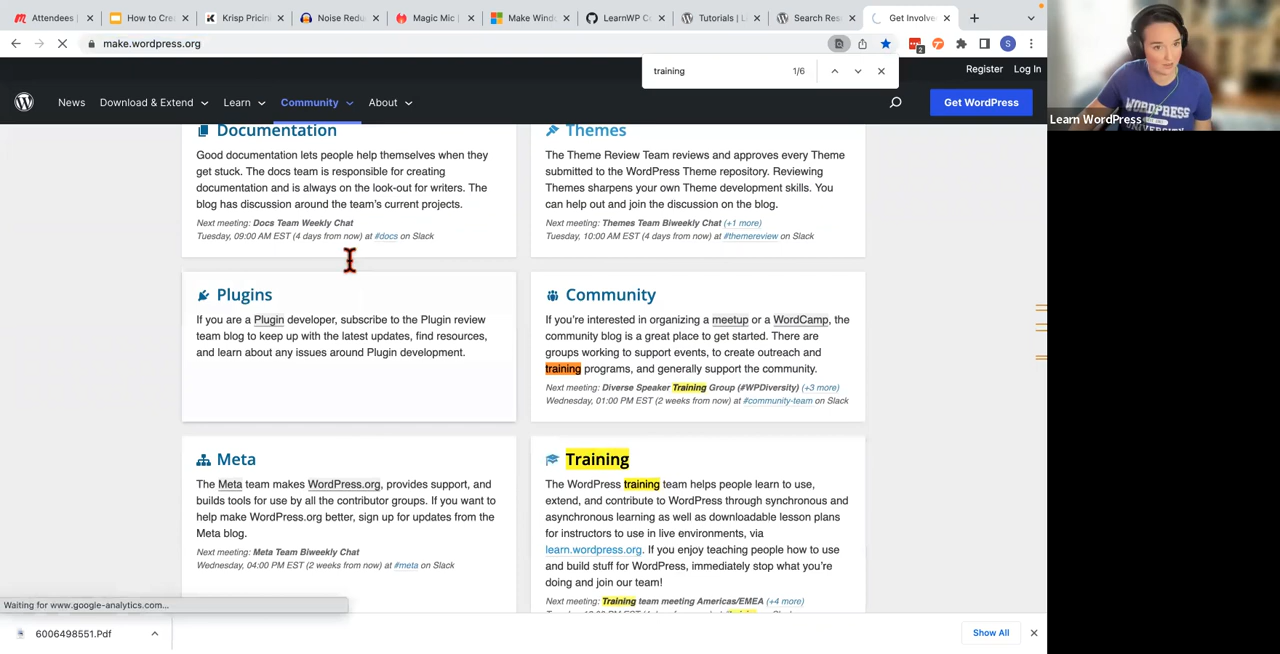 Attendees |
How to Cre
Krisp Pricin
Noise Redu
Magic Mic |
Make Wind
LearnWP C
Tutorials | L
Search Res
Get Involve
make.wordpress.org
2
S
training 1/6
Register Log In
News Download & Extend Learn Community About Get WordPress
Documentation
Good documentation lets people help themselves when they
get stuck. The docs team is responsible for creating
documentation and is always on the look-out for writers. The
blog has discussion around the team's current projects.
Next meeting: Docs Team Weekly Chat
Tuesday, 09:00 AM EST (4 days from now) at #docs on Slack
Themes
The Theme Review Team reviews and approves every Theme
submitted to the WordPress Theme repository. Reviewing
Themes sharpens your own Theme development skills. You
can help out and join the discussion on the blog.
Next meeting: Themes Team Biweekly Chat (+1 more)
Tuesday, 10:00 AM EST (4 days from now) at #themereview on Slack
Plugins
If you are a Plugin developer, subscribe to the Plugin review
team blog to keep up with the latest updates, find resources,
and learn about any issues around Plugin development.
Community
If you're interested in organizing a meetup or a WordCamp, the
community blog is a great place to get started. There are
groups working to support events, to create outreach and
training programs, and generally support the community.
Next meeting: Diverse Speaker Training Group (#WPDiversity) (+3 more)
Wednesday, 01:00 PM EST (2 weeks from now) at #community-team on Slack
Meta
The Meta team makes WordPress.org, provides support, and
builds tools for use by all the contributor groups. If you want to
help make WordPress.org better, sign up for updates from the
Meta blog.
Next meeting: Meta Team Biweekly Chat
Wednesday, 04:00 PM EST (2 weeks from now) at #meta on Slack
Training
The WordPress training team helps people learn to use,
extend, and contribute to WordPress through synchronous and
asynchronous learning as well as downloadable lesson plans
for instructors to use in live environments, via
learn.wordpress.org. If you enjoy teaching people how to use
and build stuff for WordPress, immediately stop what you're
doing and join our team!
Next meeting: Training team meeting Americas/EMEA (+4 more)
Waiting for www.google-analytics.com...
6006498551.Pdf
Show All
WORDPRESS
UNIVERSITY
Learn WordPress